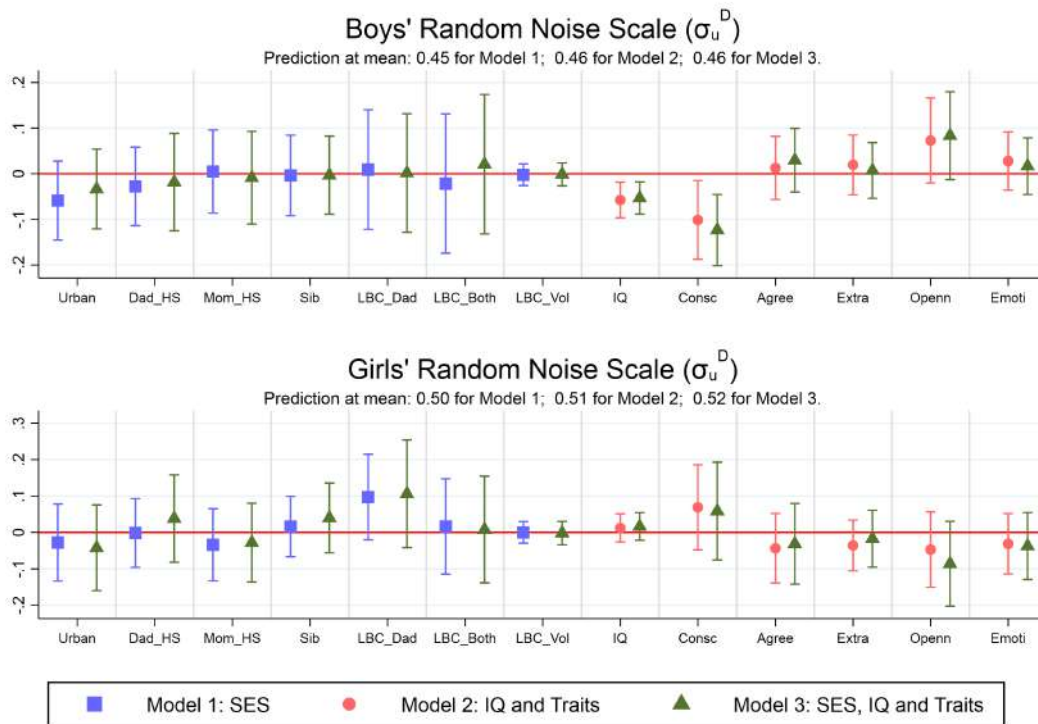 Boys' Random Noise Scale (σ_u^D)
Prediction at mean: 0.45 for Model 1; 0.46 for Model 2; 0.46 for Model 3.
.2
.1
0
-.1
-.2
Urban Dad_HS Mom_HS Sib LBC_Dad LBC_Both LBC_Vol IQ Consc Agree Extra Openn Emoti
Girls' Random Noise Scale (σ_u^D)
Prediction at mean: 0.50 for Model 1; 0.51 for Model 2; 0.52 for Model 3.
.3
.2
.1
0
-.1
-.2
Urban Dad_HS Mom_HS Sib LBC_Dad LBC_Both LBC_Vol IQ Consc Agree Extra Openn Emoti
Model 1: SES Model 2: IQ and Traits Model 3: SES, IQ and Traits